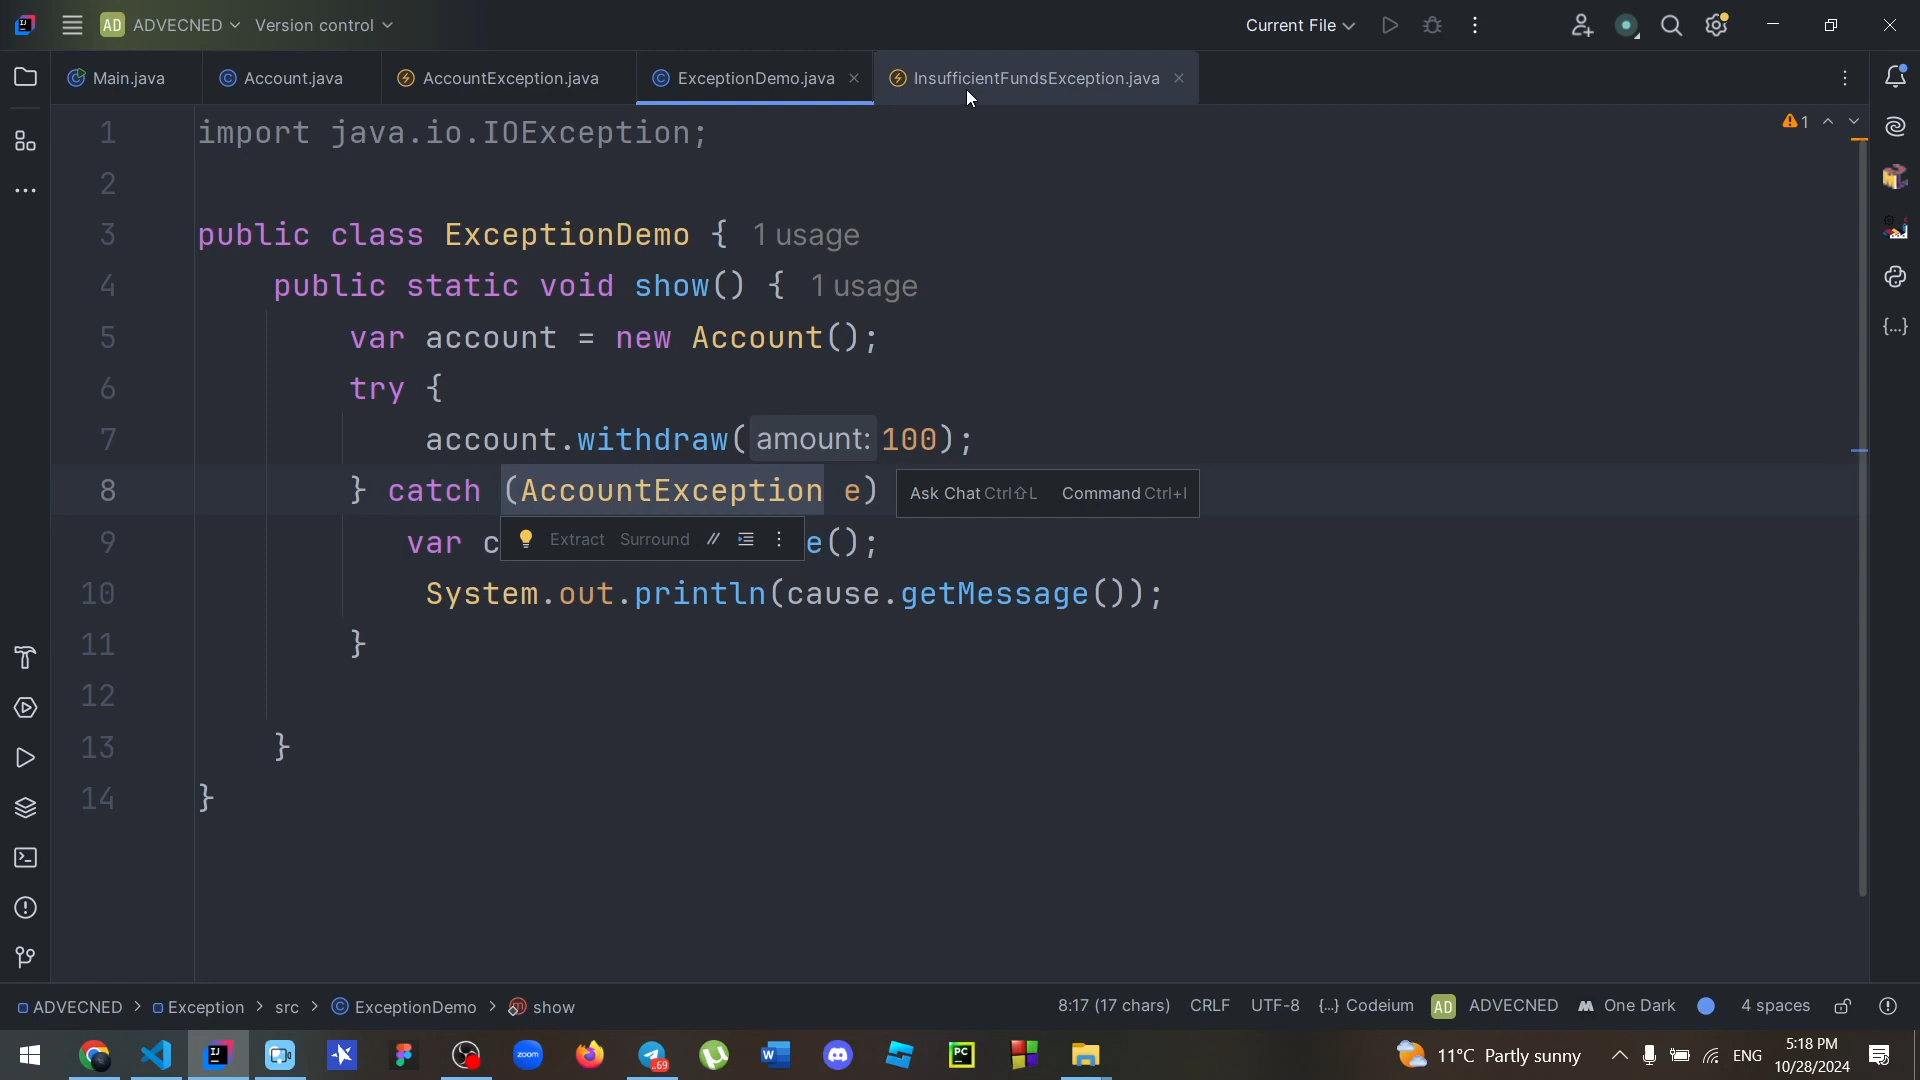 AD ADVECNED Version control Current File
Main.java Account.java AccountException.java ExceptionDemo.java InsufficientFundsException.java
1 import java.io.IOException; 1
2
3 public class ExceptionDemo { 1 usage
4 public static void show() { 1 usage
5 var account = new Account();
6 try {
7 account.withdraw( amount: 100);
8 } catch (AccountException e) Ask Chat Ctrl⇧L Command Ctrl+I
9 var c Extract Surround // e();
10 System.out.println(cause.getMessage());
11 }
12
13 }
14 }
ADVECNED > Exception > src > ExceptionDemo > show 8:17 (17 chars) CRLF UTF-8 {...} Codeium AD ADVECNED One Dark 4 spaces
zoom 69 W PC 11°C Partly sunny ENG 5:18 PM
10/28/2024